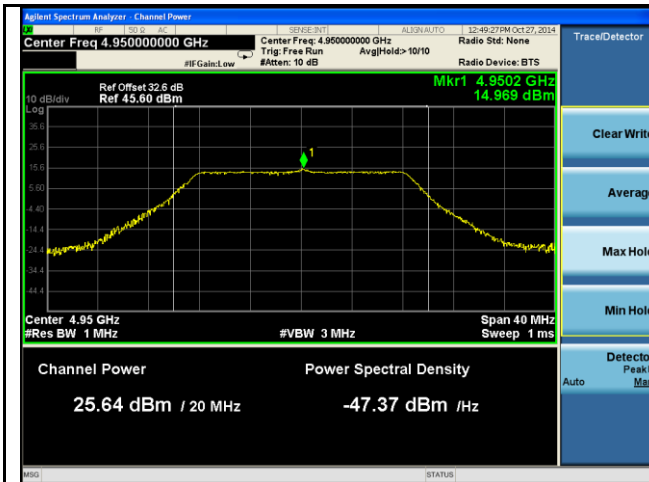 Agilent Spectrum Analyzer - Channel Power
RF 50 Ω AC SENSE:INT ALIGN AUTO 12:49:27 PM Oct 27, 2014
Center Freq 4.950000000 GHz
Center Freq: 4.950000000 GHz
Radio Std: None
Trig: Free Run Avg|Hold:>10/10
#IFGain:Low
#Atten: 10 dB
Radio Device: BTS
Trace/Detector
Mkr1 4.9502 GHz
14.969 dBm
Ref Offset 32.6 dB
10 dB/div Ref 45.60 dBm
Log
35.6
25.6
15.6
5.60
-4.40
-14.4
-24.4
-34.4
-44.4
1
Center 4.95 GHz Span 40 MHz
#Res BW 1 MHz #VBW 3 MHz Sweep 1 ms
Channel Power
Power Spectral Density
25.64 dBm / 20 MHz
-47.37 dBm /Hz
Clear Write
Average
Max Hold
Min Hold
Detecto
Peak
Auto Ma
MSG STATUS